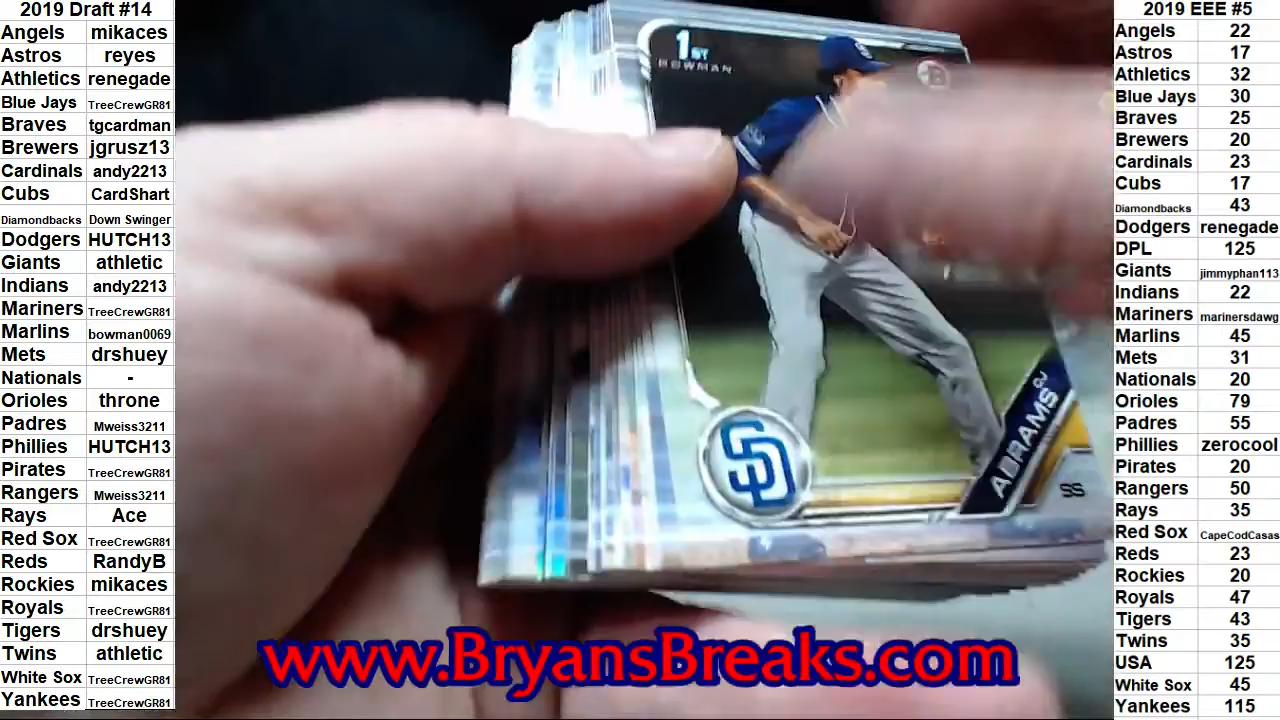 2019 Draft #14
Angels mikaces
Astros reyes
Athletics renegade
Blue Jays TreeCrewGR81
Braves tgcardman
Brewers jgrusz13
Cardinals andy2213
Cubs CardShart
Diamondbacks Down Swinger
Dodgers HUTCH13
Giants athletic
Indians andy2213
Mariners TreeCrewGR81
Marlins bowman0069
Mets drshuey
Nationals -
Orioles throne
Padres Mweiss3211
Phillies HUTCH13
Pirates TreeCrewGR81
Rangers Mweiss3211
Rays Ace
Red Sox TreeCrewGR81
Reds RandyB
Rockies mikaces
Royals TreeCrewGR81
Tigers drshuey
Twins athletic
White Sox TreeCrewGR81
Yankees TreeCrewGR81
1ST
BOWMAN
SD
CJ
ABRAMS
SS
www.BryansBreaks.com
2019 EEE #5
Angels 22
Astros 17
Athletics 32
Blue Jays 30
Braves 25
Brewers 20
Cardinals 23
Cubs 17
Diamondbacks 43
Dodgers renegade
DPL 125
Giants jimmyphan113
Indians 22
Mariners marinersdawg
Marlins 45
Mets 31
Nationals 20
Orioles 79
Padres 55
Phillies zerocool
Pirates 20
Rangers 50
Rays 35
Red Sox CapeCodCasas
Reds 23
Rockies 20
Royals 47
Tigers 43
Twins 35
USA 125
White Sox 45
Yankees 115